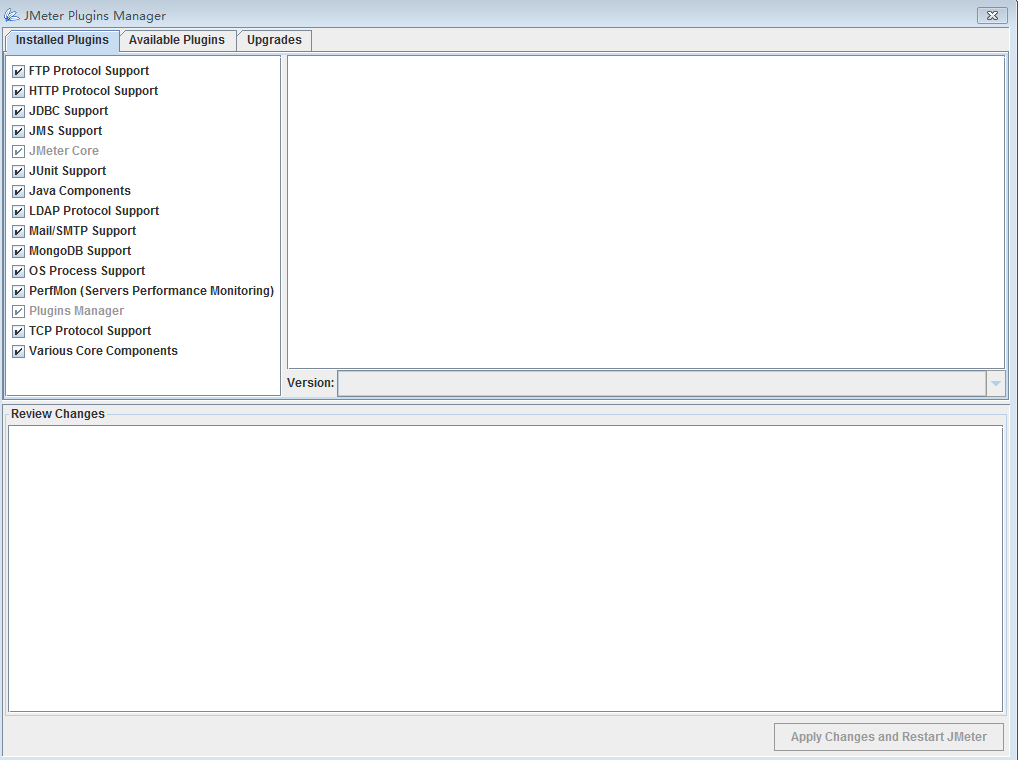 JMeter Plugins Manager
Installed Plugins
Available Plugins
Upgrades
FTP Protocol Support
HTTP Protocol Support
JDBC Support
JMS Support
JMeter Core
JUnit Support
Java Components
LDAP Protocol Support
Mail/SMTP Support
MongoDB Support
OS Process Support
PerfMon (Servers Performance Monitoring)
Plugins Manager
TCP Protocol Support
Various Core Components
Version:
Review Changes
Apply Changes and Restart JMeter